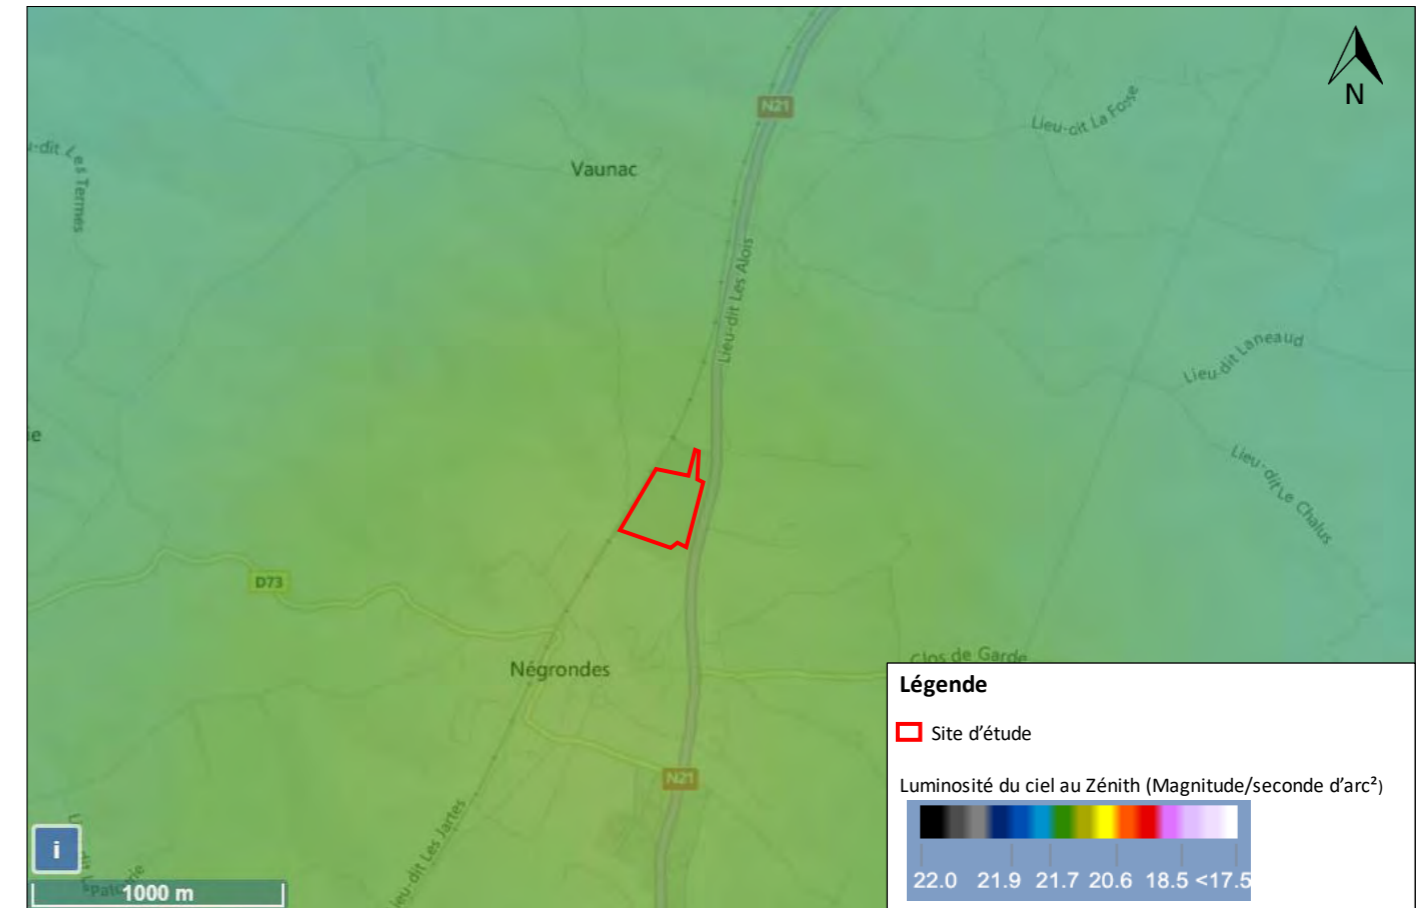 N
N21
Lieu-dit La Fosse
Vaunac
-dit Les Termes
Lieu-dit Les Alois
Lieu-dit Laneaud
ie
Lieu-dit Le Chalus
D73
Négrondes
Clos de Garde
N21
Lieu-dit Les Jartes
Légende
Site d’étude
Luminosité du ciel au Zénith (Magnitude/seconde d’arc²)
22.0 21.9 21.7 20.6 18.5 <17.5
i
1000 m